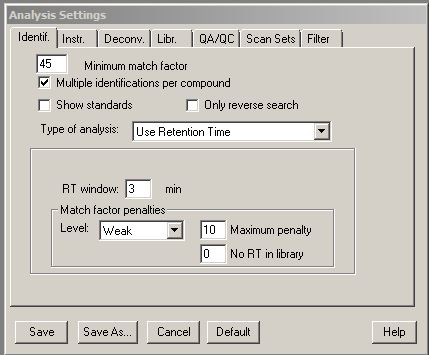 Analysis Settings
Identif. Instr. Deconv. Libr. QA/QC Scan Sets Filter
45 Minimum match factor
Multiple identifications per compound
Show standards Only reverse search
Type of analysis: Use Retention Time
RT window: 3 min
Match factor penalties
Level: Weak 10 Maximum penalty
0 No RT in library
Save Save As... Cancel Default Help